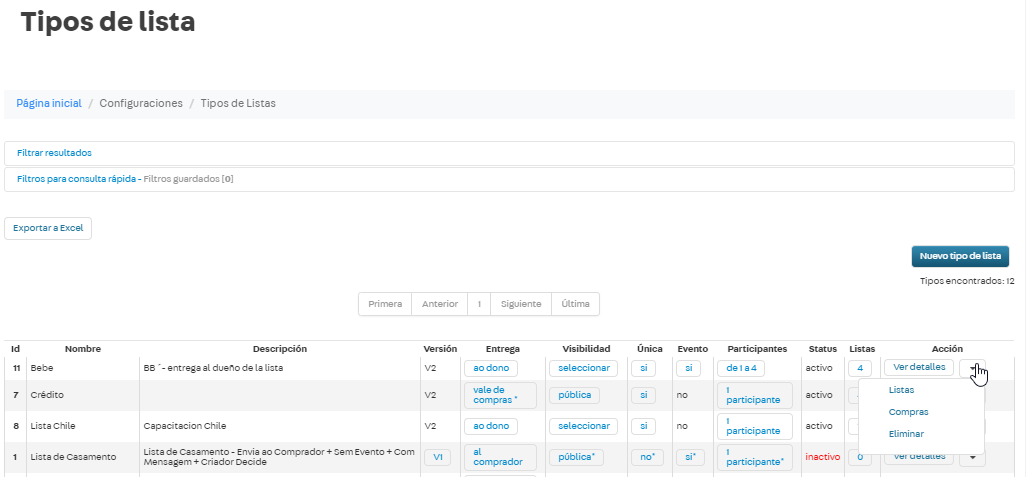 Tipos de lista
Página inicial / Configuraciones / Tipos de Listas
Filtrar resultados
Filtros para consulta rápida - Filtros guardados [0]
Exportar a Excel
Nuevo tipo de lista
Tipos encontrados: 12
Primera Anterior 1 Siguiente Última
Id Nombre Descripción Versión Entrega Visibilidad Única Evento Participantes Status Listas Acción
11 Bebe BB ´- entrega al dueño de la lista V2 ao dono seleccionar si si de 1 a 4 activo 4 Ver detalles
7 Crédito V2 vale de compras * pública si no 1 participante activo
Listas
Compras
Eliminar
8 Lista Chile Capacitacion Chile V2 ao dono seleccionar si no 1 participante activo
1 Lista de Casamento Lista de Casamento - Envia ao Comprador + Sem Evento + Com Mensagem + Criador Decide V1 al comprador pública* no* si* 1 participante* inactivo 0 Ver detalles